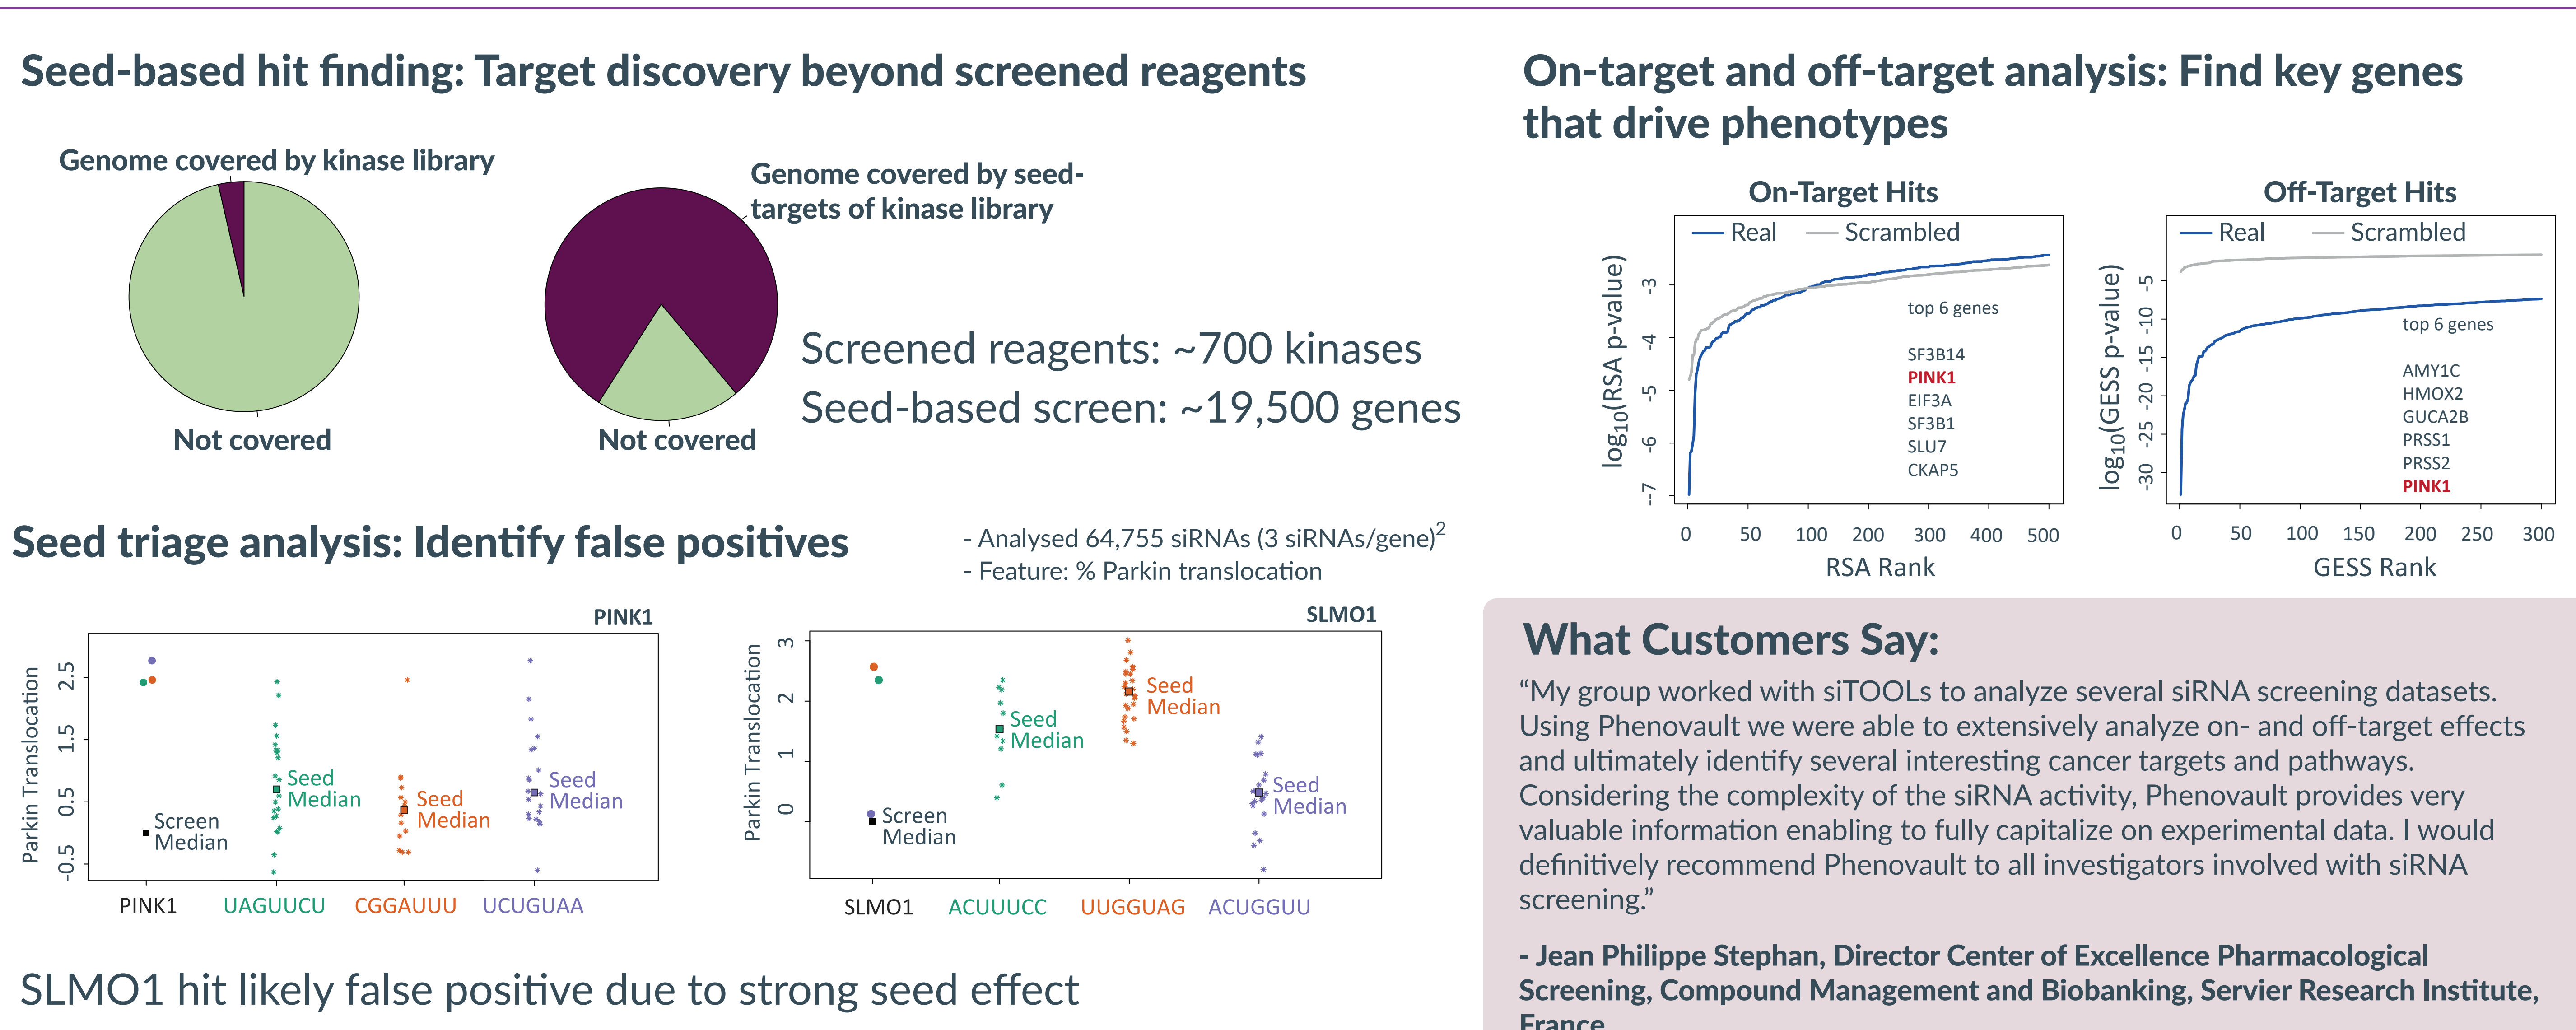 Seed-based hit finding: Target discovery beyond screened reagents
Genome covered by kinase library
Not covered
Genome covered by seed-
targets of kinase library
Not covered
Screened reagents: ~700 kinases
Seed-based screen: ~19,500 genes
Seed triage analysis: Identify false positives
- Analysed 64,755 siRNAs (3 siRNAs/gene)2
- Feature: % Parkin translocation
PINK1
Parkin Translocation
2.5
1.5
0.5
-0.5
Screen
Median
Seed
Median
Seed
Median
Seed
Median
PINK1 UAGUUCU CGGAUUU UCUGUAA
SLMO1
Parkin Translocation
3
2
1
0
Screen
Median
Seed
Median
Seed
Median
Seed
Median
SLMO1 ACUUUCC UUGGUAG ACUGGUU
SLMO1 hit likely false positive due to strong seed effect
On-target and off-target analysis: Find key genes
that drive phenotypes
On-Target Hits
Real Scrambled
log10(RSA p-value)
-3
-4
-5
-6
--7
top 6 genes
SF3B14
PINK1
EIF3A
SF3B1
SLU7
CKAP5
0 50 100 200 300 400 500
RSA Rank
Off-Target Hits
Real Scrambled
log10(GESS p-value)
-5
-10
-15
-20
-25
-30
top 6 genes
AMY1C
HMOX2
GUCA2B
PRSS1
PRSS2
PINK1
0 50 100 150 200 250 300
GESS Rank
What Customers Say:
“My group worked with siTOOLs to analyze several siRNA screening datasets.
Using Phenovault we were able to extensively analyze on- and off-target effects
and ultimately identify several interesting cancer targets and pathways.
Considering the complexity of the siRNA activity, Phenovault provides very
valuable information enabling to fully capitalize on experimental data. I would
definitively recommend Phenovault to all investigators involved with siRNA
screening.”
- Jean Philippe Stephan, Director Center of Excellence Pharmacological
Screening, Compound Management and Biobanking, Servier Research Institute,
France